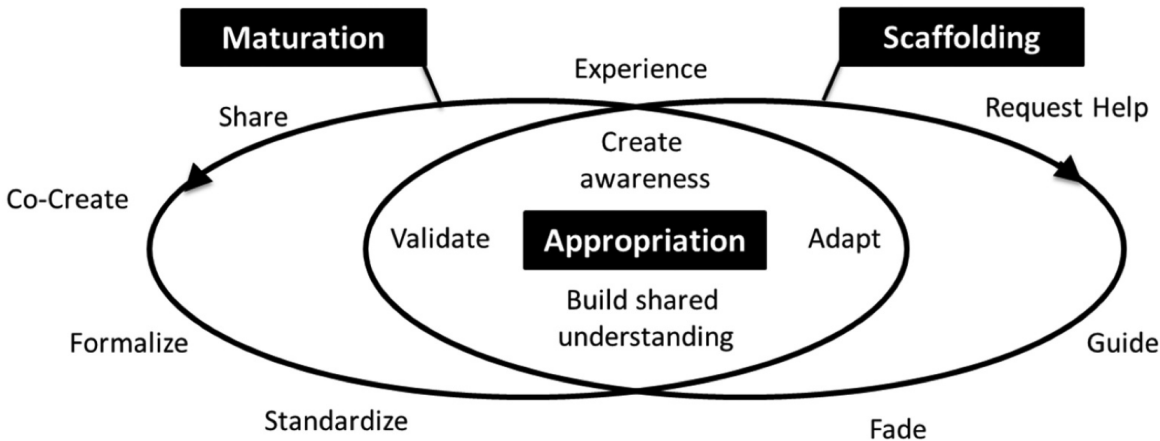 Maturation
Scaffolding
Experience
Share
Request Help
Create
awareness
Co-Create
Validate
Appropriation
Adapt
Build shared
understanding
Formalize
Guide
Standardize
Fade